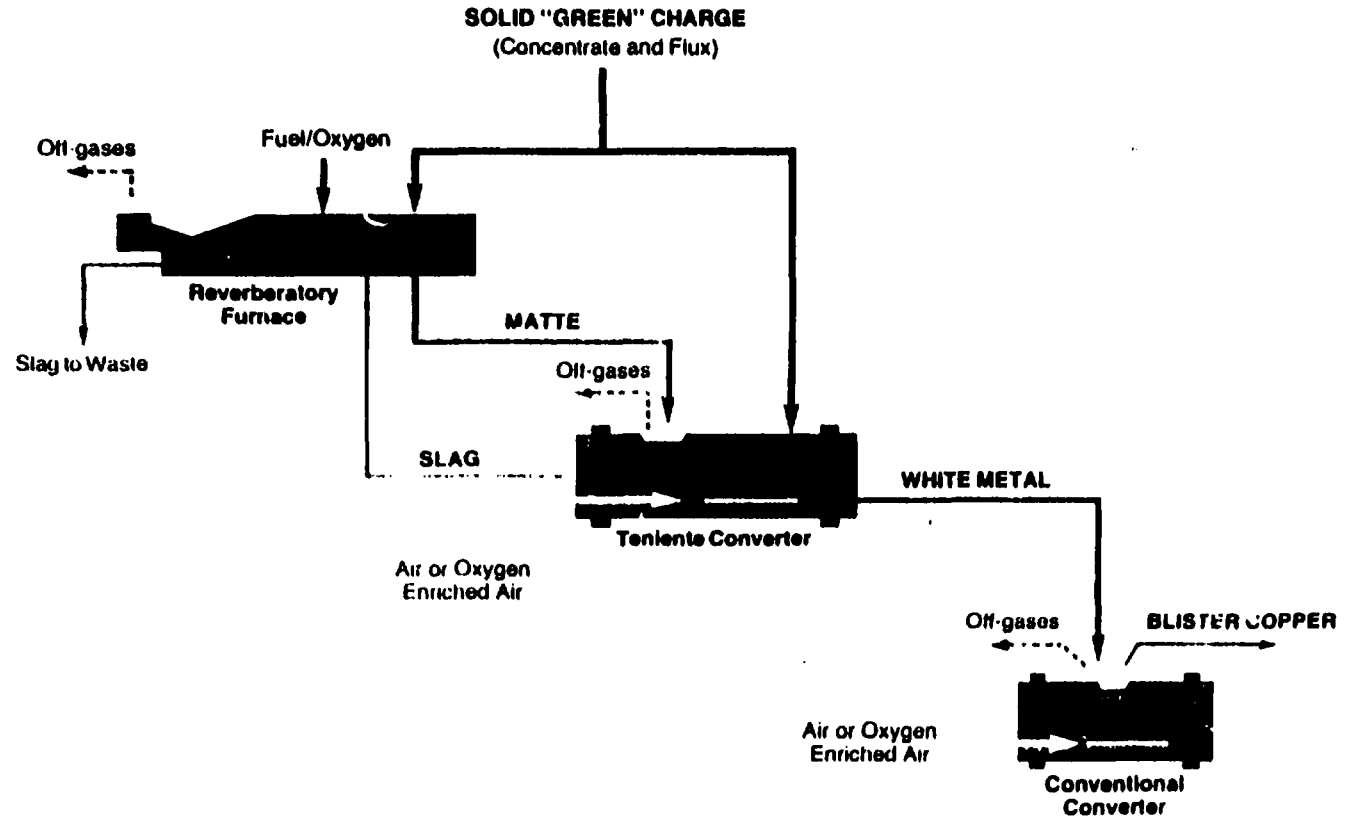 SOLID "GREEN" CHARGE
(Concentrate and Flux)
Off-gases
Fuel/Oxygen
Reverberatory
Furnace
Slag to Waste
MATTE
Off-gases
SLAG
WHITE METAL
Teniente Converter
Air or Oxygen
Enriched Air
Off-gases
BLISTER COPPER
Air or Oxygen
Enriched Air
Conventional
Converter